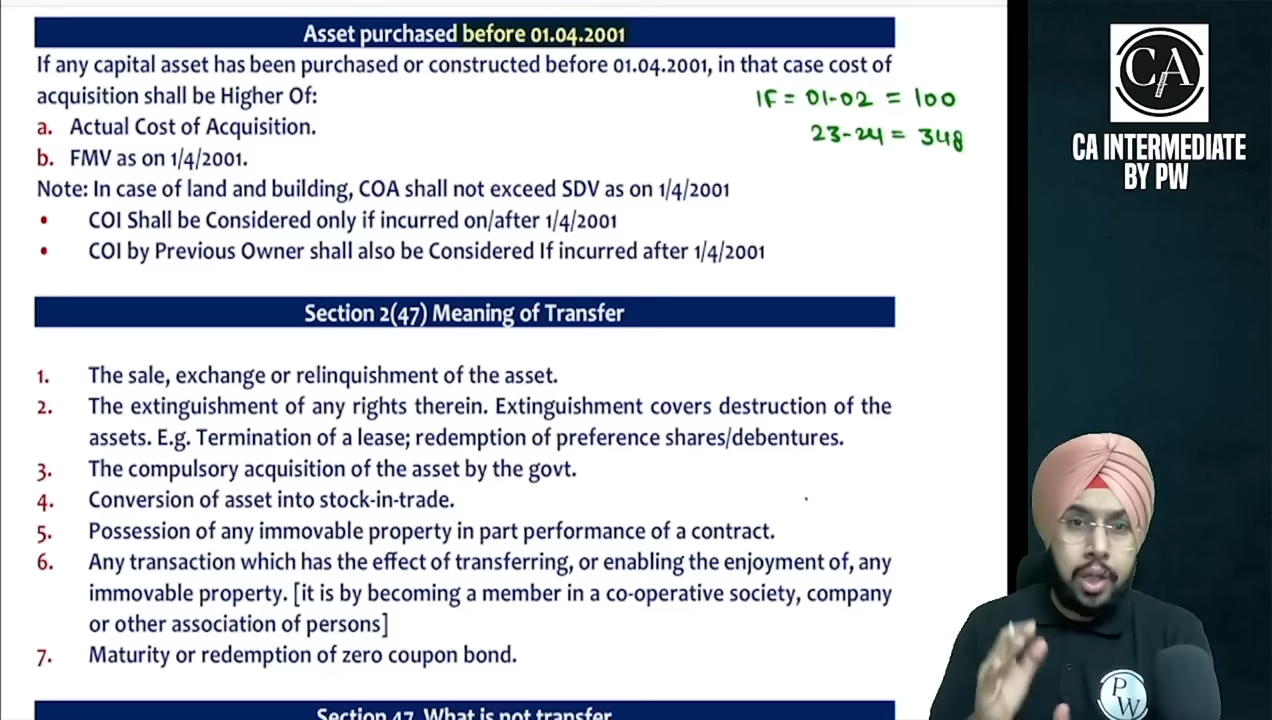 Asset purchased before 01.04.2001
If any capital asset has been purchased or constructed before 01.04.2001, in that case cost of
acquisition shall be Higher Of:
a. Actual Cost of Acquisition.
b. FMV as on 1/4/2001.
Note: In case of land and building, COA shall not exceed SDV as on 1/4/2001
• COI Shall be Considered only if incurred on/after 1/4/2001
• COI by Previous Owner shall also be Considered If incurred after 1/4/2001
IF = 01-02 = 100
23-24 = 348
Section 2(47) Meaning of Transfer
1. The sale, exchange or relinquishment of the asset.
2. The extinguishment of any rights therein. Extinguishment covers destruction of the
assets. E.g. Termination of a lease; redemption of preference shares/debentures.
3. The compulsory acquisition of the asset by the govt.
4. Conversion of asset into stock-in-trade.
5. Possession of any immovable property in part performance of a contract.
6. Any transaction which has the effect of transferring, or enabling the enjoyment of, any
immovable property. [it is by becoming a member in a co-operative society, company
or other association of persons]
7. Maturity or redemption of zero coupon bond.
Section 47 What is not transfer
CA
CA INTERMEDIATE
BY PW
P
W